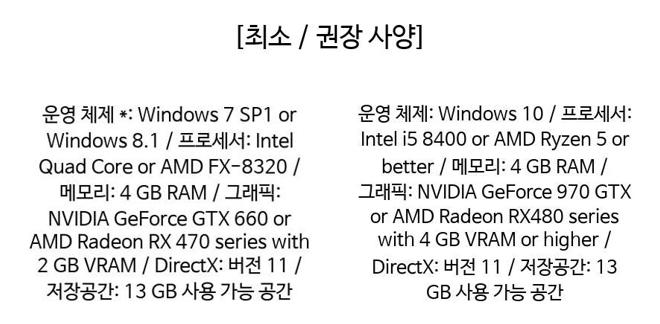 [최소 / 권장 사양]
운영 체제 *: Windows 7 SP1 or
Windows 8.1 / 프로세서: Intel
Quad Core or AMD FX-8320 /
메모리: 4 GB RAM / 그래픽:
NVIDIA GeForce GTX 660 or
AMD Radeon RX 470 series with
2 GB VRAM / DirectX: 버전 11 /
저장공간: 13 GB 사용 가능 공간
운영 체제: Windows 10 / 프로세서:
Intel i5 8400 or AMD Ryzen 5 or
better / 메모리: 4 GB RAM /
그래픽: NVIDIA GeForce 970 GTX
or AMD Radeon RX480 series
with 4 GB VRAM or higher /
DirectX: 버전 11 / 저장공간: 13
GB 사용 가능 공간